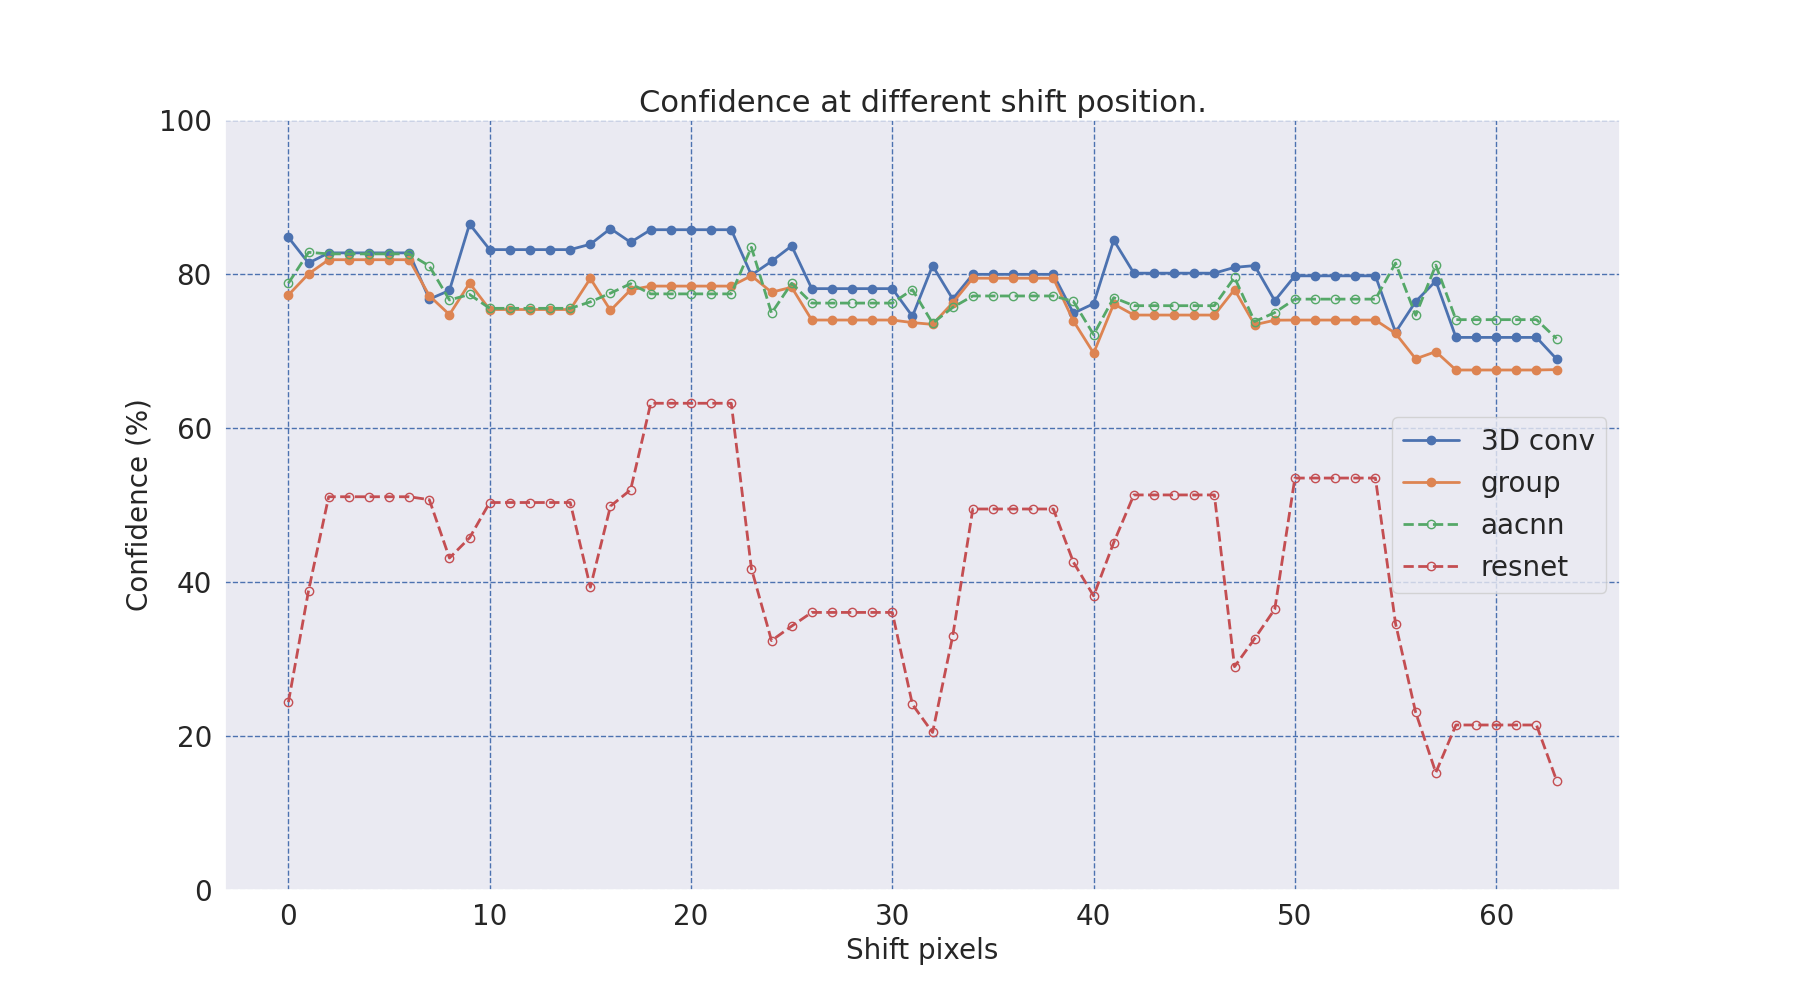 Confidence at different shift position.
100
80
60
40
20
0
Confidence (%)
3D conv
group
aacnn
resnet
0 10 20 30 40 50 60
Shift pixels